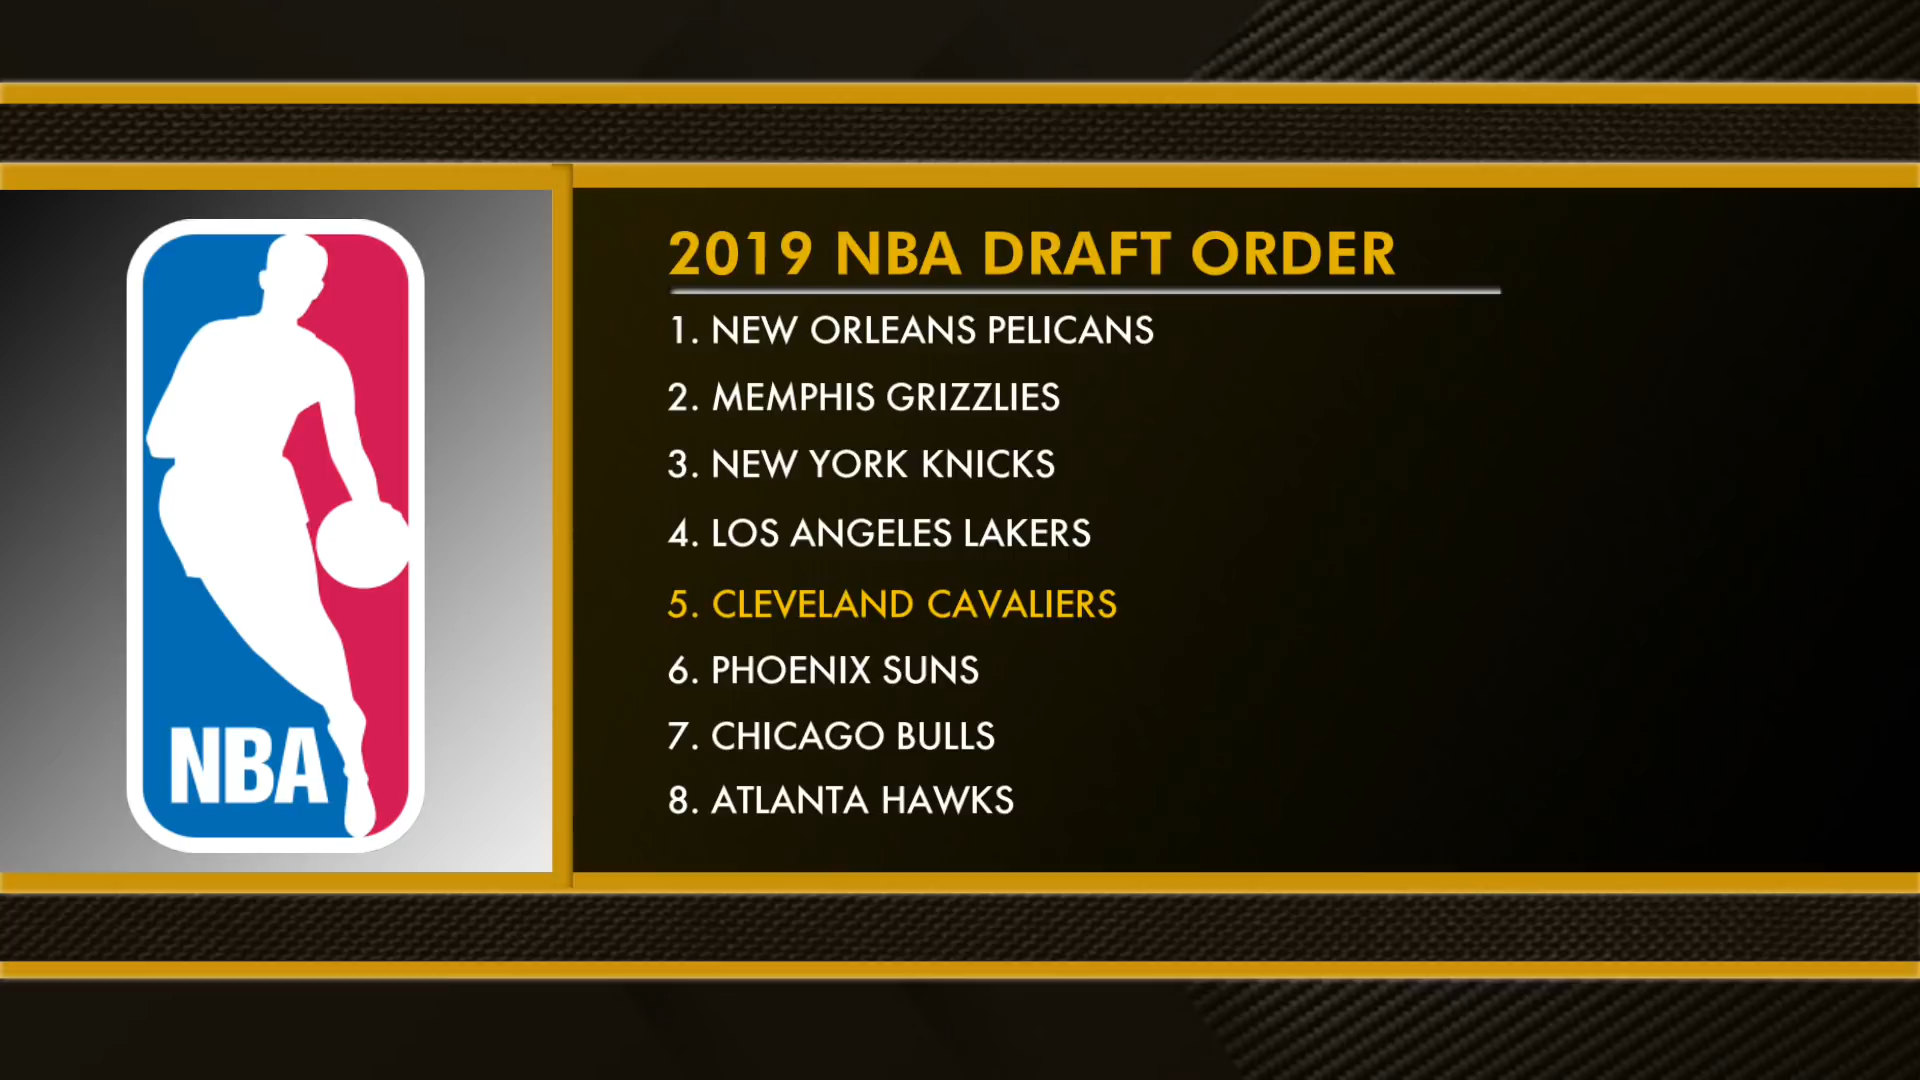 2019 NBA DRAFT ORDER
1. NEW ORLEANS PELICANS
2. MEMPHIS GRIZZLIES
3. NEW YORK KNICKS
4. LOS ANGELES LAKERS
5. CLEVELAND CAVALIERS
6. PHOENIX SUNS
7. CHICAGO BULLS
8. ATLANTA HAWKS
NBA